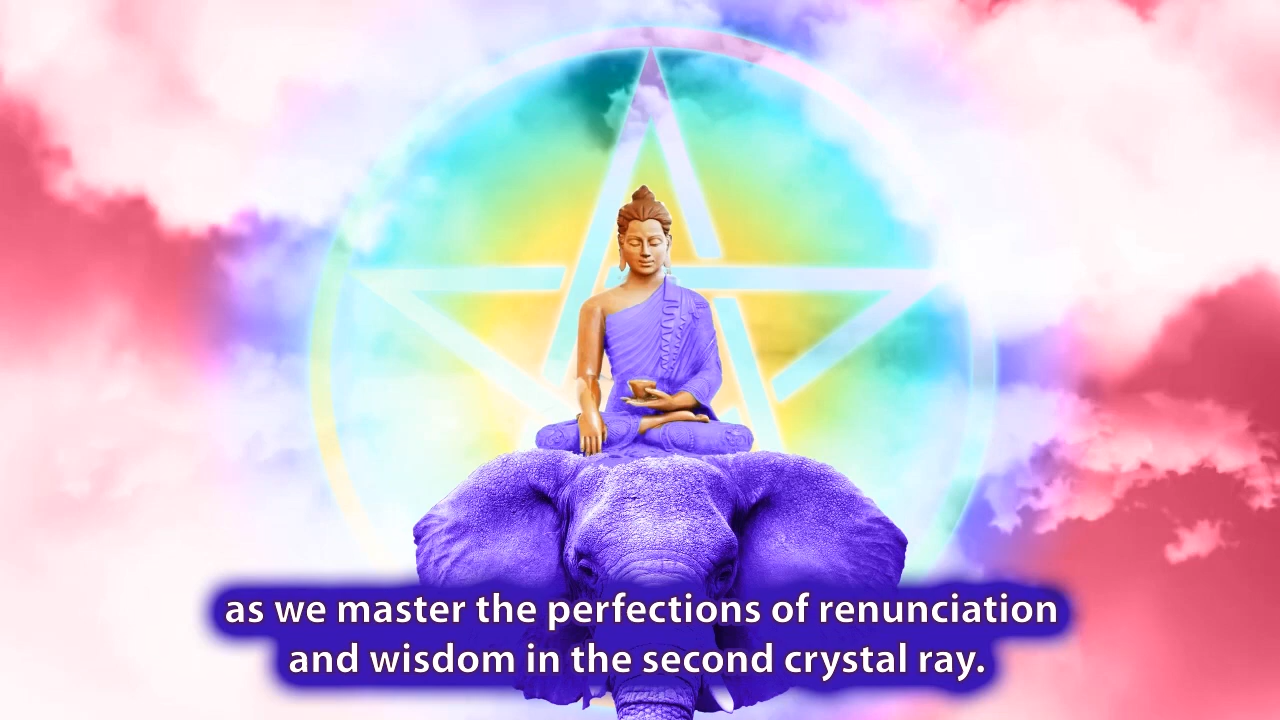 as we master the perfections of renunciation
and wisdom in the second crystal ray.